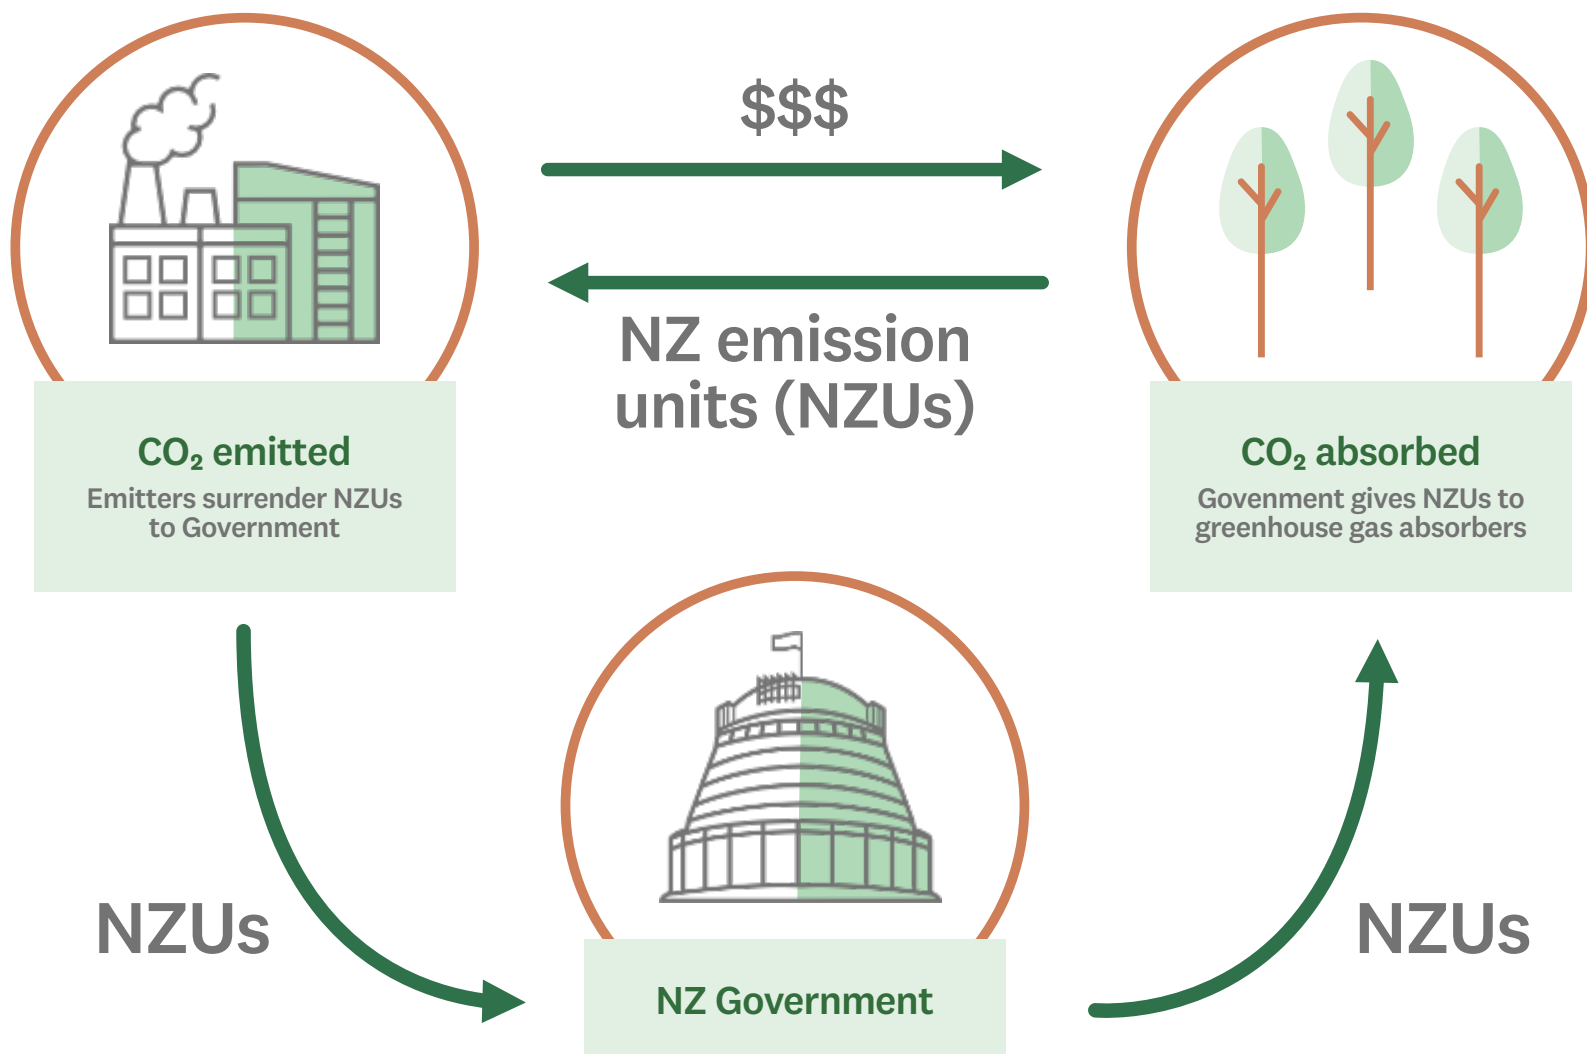 $$$
NZ emission
units (NZUs)
CO₂ emitted
Emitters surrender NZUs
to Government
CO₂ absorbed
Govenment gives NZUs to
greenhouse gas absorbers
NZUs
NZUs
NZ Government